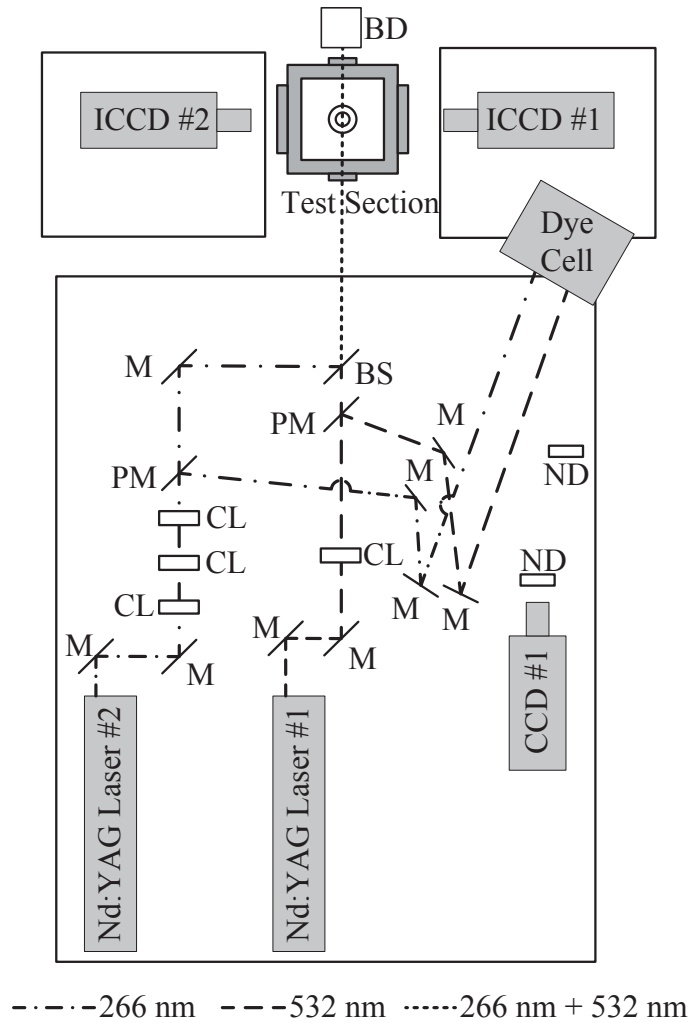 BD
ICCD #2
ICCD #1
Test Section
Dye
Cell
M
BS
PM
M
M
ND
PM
CL
CL
CL
ND
CL
M
M
M
M
M
M
CCD #1
Nd:YAG Laser #2
Nd:YAG Laser #1
266 nm
532 nm
266 nm + 532 nm